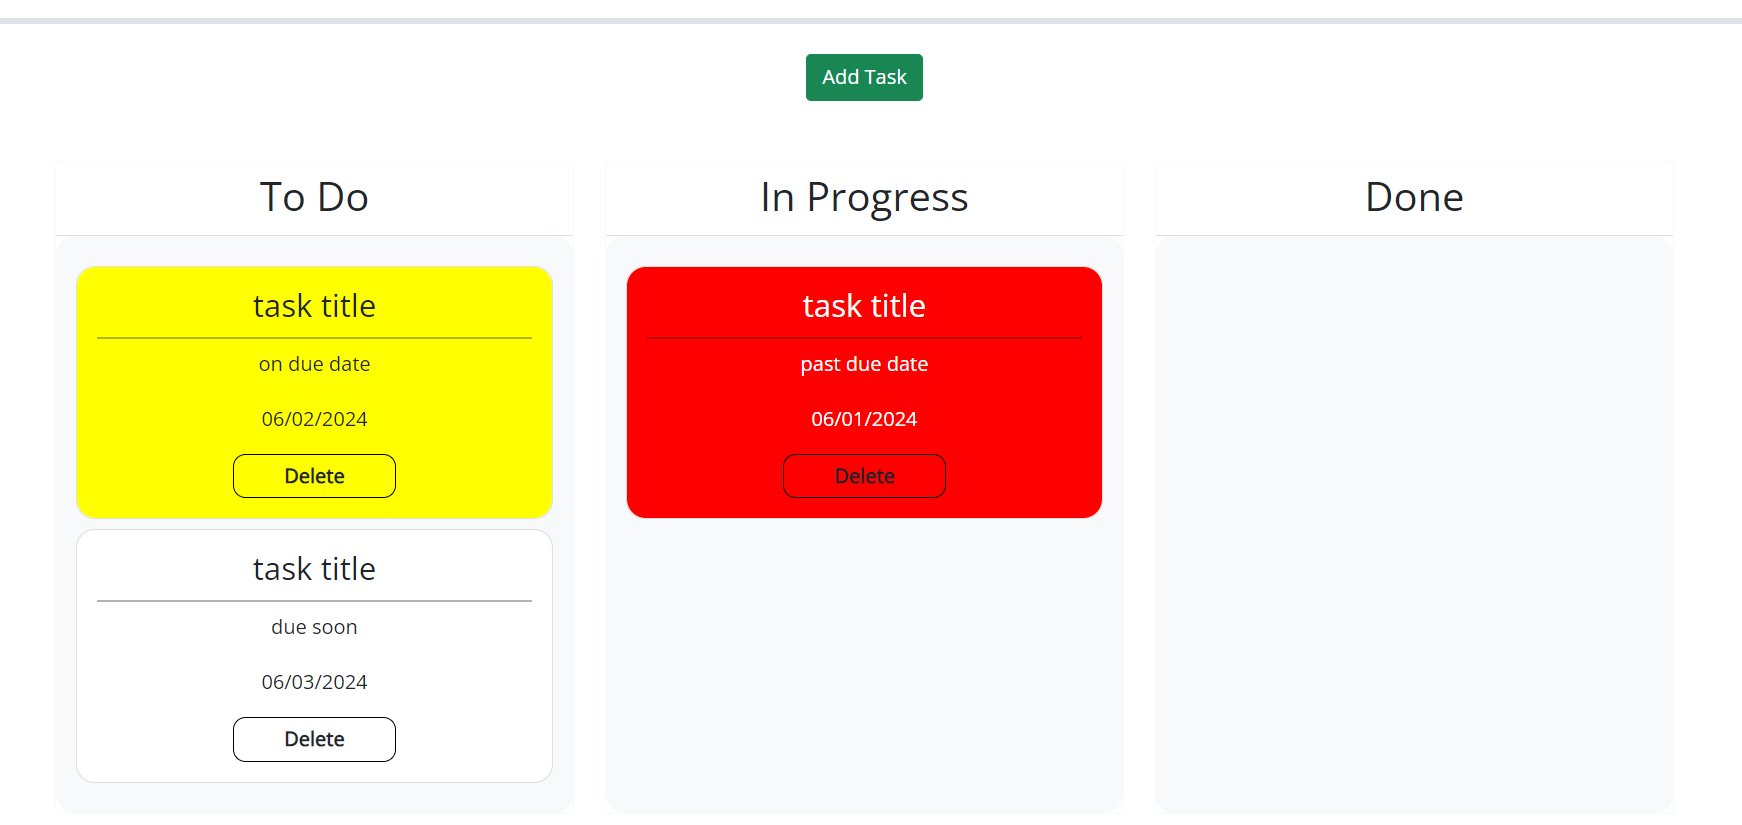 Add Task
To Do
task title
on due date
06/02/2024
Delete
task title
due soon
06/03/2024
Delete
In Progress
task title
past due date
06/01/2024
Delete
Done